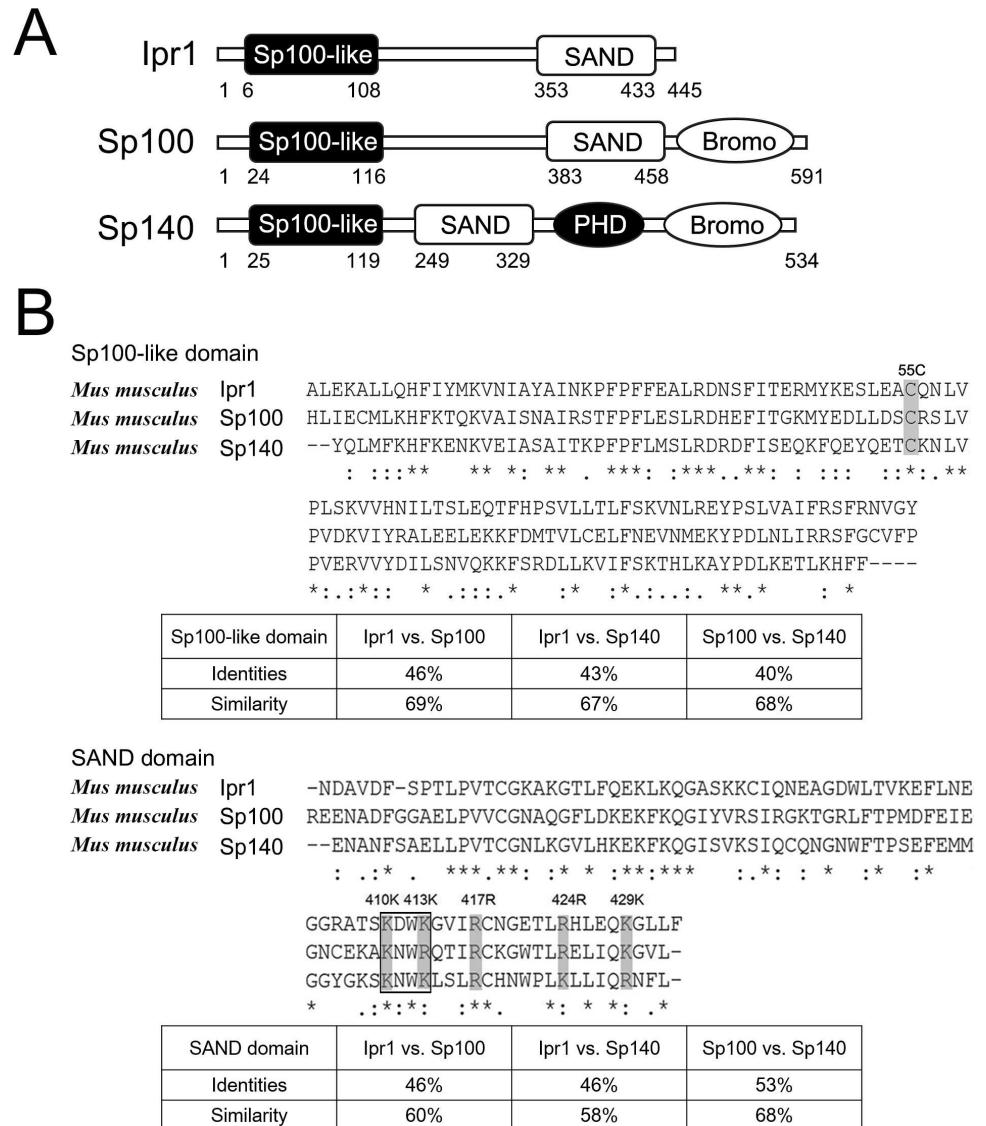 A
Ipr1 Sp100-like SAND
1 6 108 353 433 445
Sp100 Sp100-like SAND Bromo
1 24 116 383 458 591
Sp140 Sp100-like SAND PHD Bromo
1 25 119 249 329 534
B
Sp100-like domain
55C
Mus musculus Ipr1 ALEKALLQHFIYMKVNIAYAINKPFPFFEALRDNSFITERMYKESLEACQNLV
Mus musculus Sp100 HLIECMLKHFKTQKVAISNAIRSTFPFLESLRDHEFITGKMYEDLLDSCRSLV
Mus musculus Sp140 --YQLMFKHFKENKVEIASAITKPFPFLMSLRDRDFISEQKFQEYQETCKNLV
: :::** ** *: ** . ***: :***..**: : ::: ::*:.**
PLSKVVHNILTSLEQTFHPSVLLTLFSKVNLREYPSLVAIFRSFRNVGY
PVDKVIYRALEELEKKFDMTVLCELFNEVNMEKYPDLNLIRRSFGCVFP
PVERVVYDILSNVQKKFSRDLLKVIFSKTHLKAYPDLKETLKHFF----
*:.:*:: * .:::.* :* :*.:.:. **.* : *
Sp100-like domain Ipr1 vs. Sp100 Ipr1 vs. Sp140 Sp100 vs. Sp140
Identities 46% 43% 40%
Similarity 69% 67% 68%
SAND domain
Mus musculus Ipr1 -NDAVDF-SPTLPVTCGKAKGTLFQEKLKQGASKKCIQNEAGDWLTVKEFLNE
Mus musculus Sp100 REENADFGGAELPVVCGNAQGFLDKEKFKQGIYVRSIRGKTGRLFTPMDFEIE
Mus musculus Sp140 --ENANFSAELLPVTCGNLKGVLHKEKFKQGISVKSIQCQNGNWFTPSEFEMM
: .:* . ***.**: :* * :**:*** :.*: : * :* :*
410K 413K 417R 424R 429K
GGRATSKDWKGVIRCNGETLRHLEQKGLLF
GNCEKAKNWRQTIRCKGWTLRELIQKGVL-
GGYGKSKNWKLSLRCHNWPLKLLIQRNFL-
* .:*:*: :**:. .*: * *:..*
SAND domain Ipr1 vs. Sp100 Ipr1 vs. Sp140 Sp100 vs. Sp140
Identities 46% 46% 53%
Similarity 60% 58% 68%